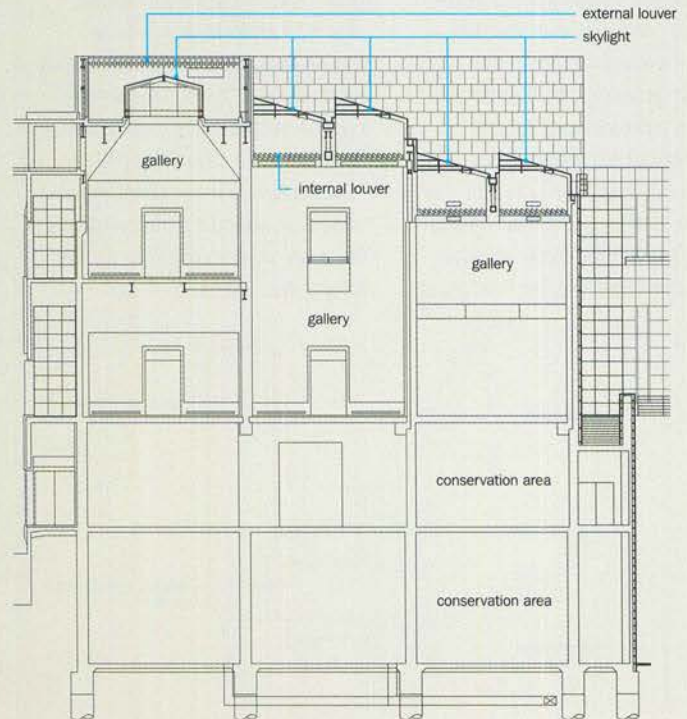 external louver
skylight
gallery
internal louver
gallery
gallery
conservation area
conservation area